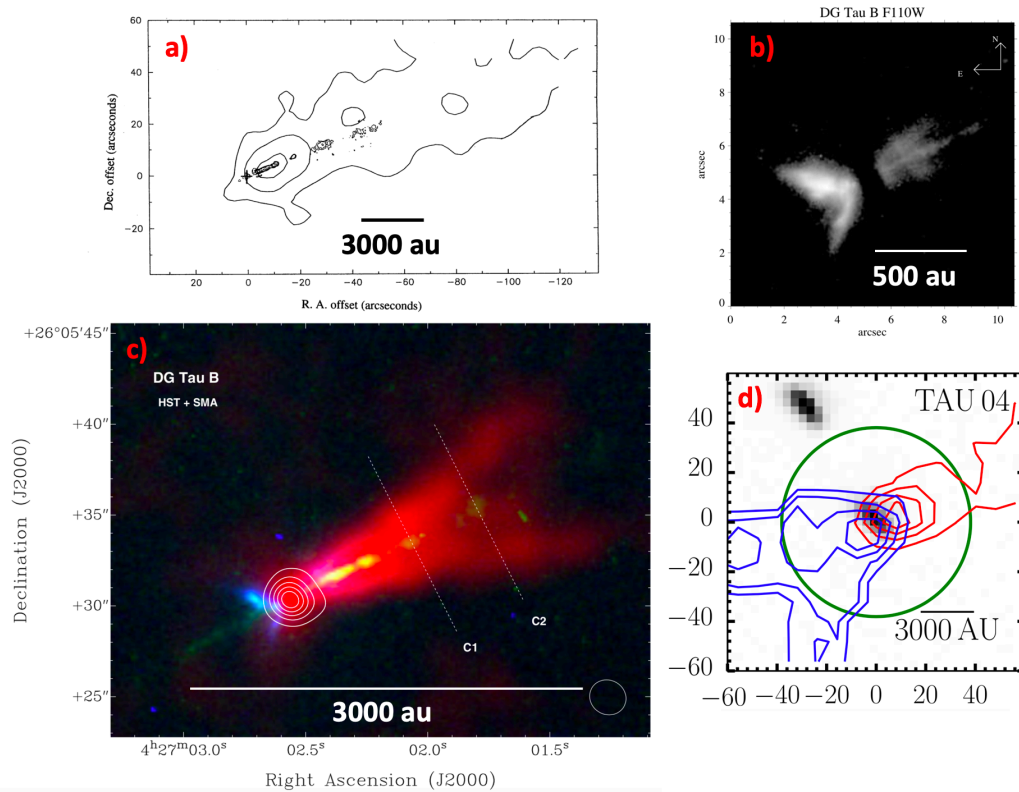 a)
60
40
20
0
−20
Dec. offset (arcseconds)
3000 au
20
0
−20
−40
−60
−80
−100
−120
R. A. offset (arcseconds)
DG Tau B F110W
b)
N
E
10
8
6
4
2
0
arcsec
500 au
0
2
4
6
8
10
arcsec
c)
DG Tau B
HST + SMA
+26°05'45"
+40"
+35"
+30"
+25"
Declination (J2000)
C1
C2
3000 au
4h27m03.0s
02.5s
02.0s
01.5s
Right Ascension (J2000)
d)
TAU 04
40
20
0
−20
−40
−60
3000 AU
−60
−40
−20
0
20
40